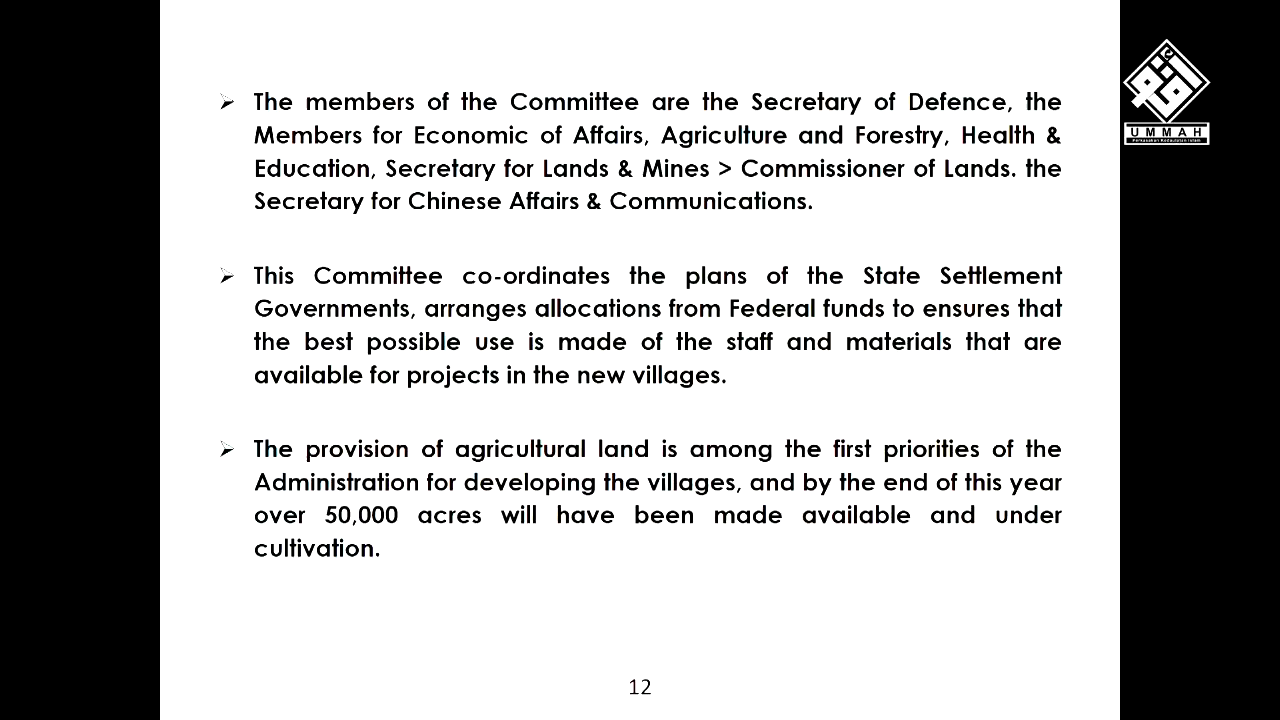 ➢ The members of the Committee are the Secretary of Defence, the
Members for Economic of Affairs, Agriculture and Forestry, Health &
Education, Secretary for Lands & Mines > Commissioner of Lands. the
Secretary for Chinese Affairs & Communications.
➢ This Committee co-ordinates the plans of the State Settlement
Governments, arranges allocations from Federal funds to ensures that
the best possible use is made of the staff and materials that are
available for projects in the new villages.
➢ The provision of agricultural land is among the first priorities of the
Administration for developing the villages, and by the end of this year
over 50,000 acres will have been made available and under
cultivation.
12
UMMAH
Perkasakan Kedaulatan Islam